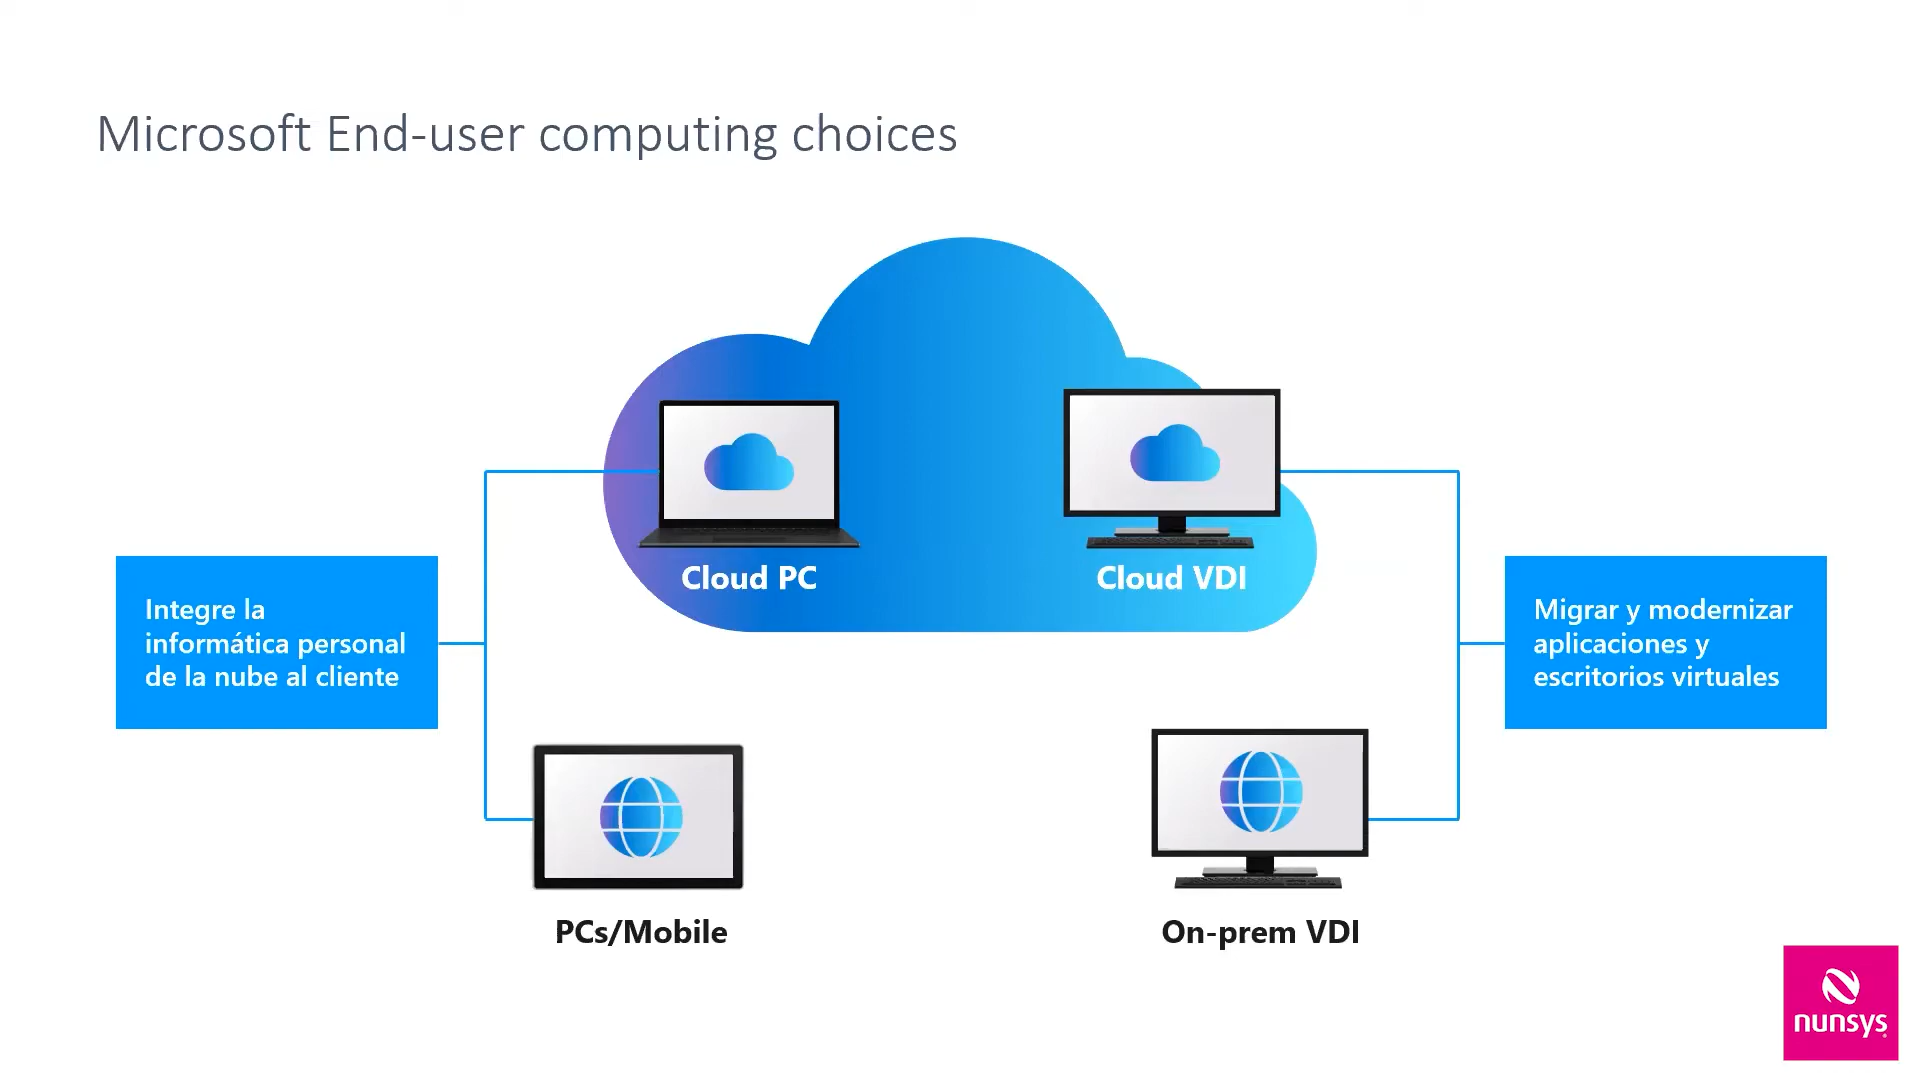 Microsoft End-user computing choices
Cloud PC
Cloud VDI
Integre la
informática personal
de la nube al cliente
Migrar y modernizar
aplicaciones y
escritorios virtuales
PCs/Mobile
On-prem VDI
nunsys